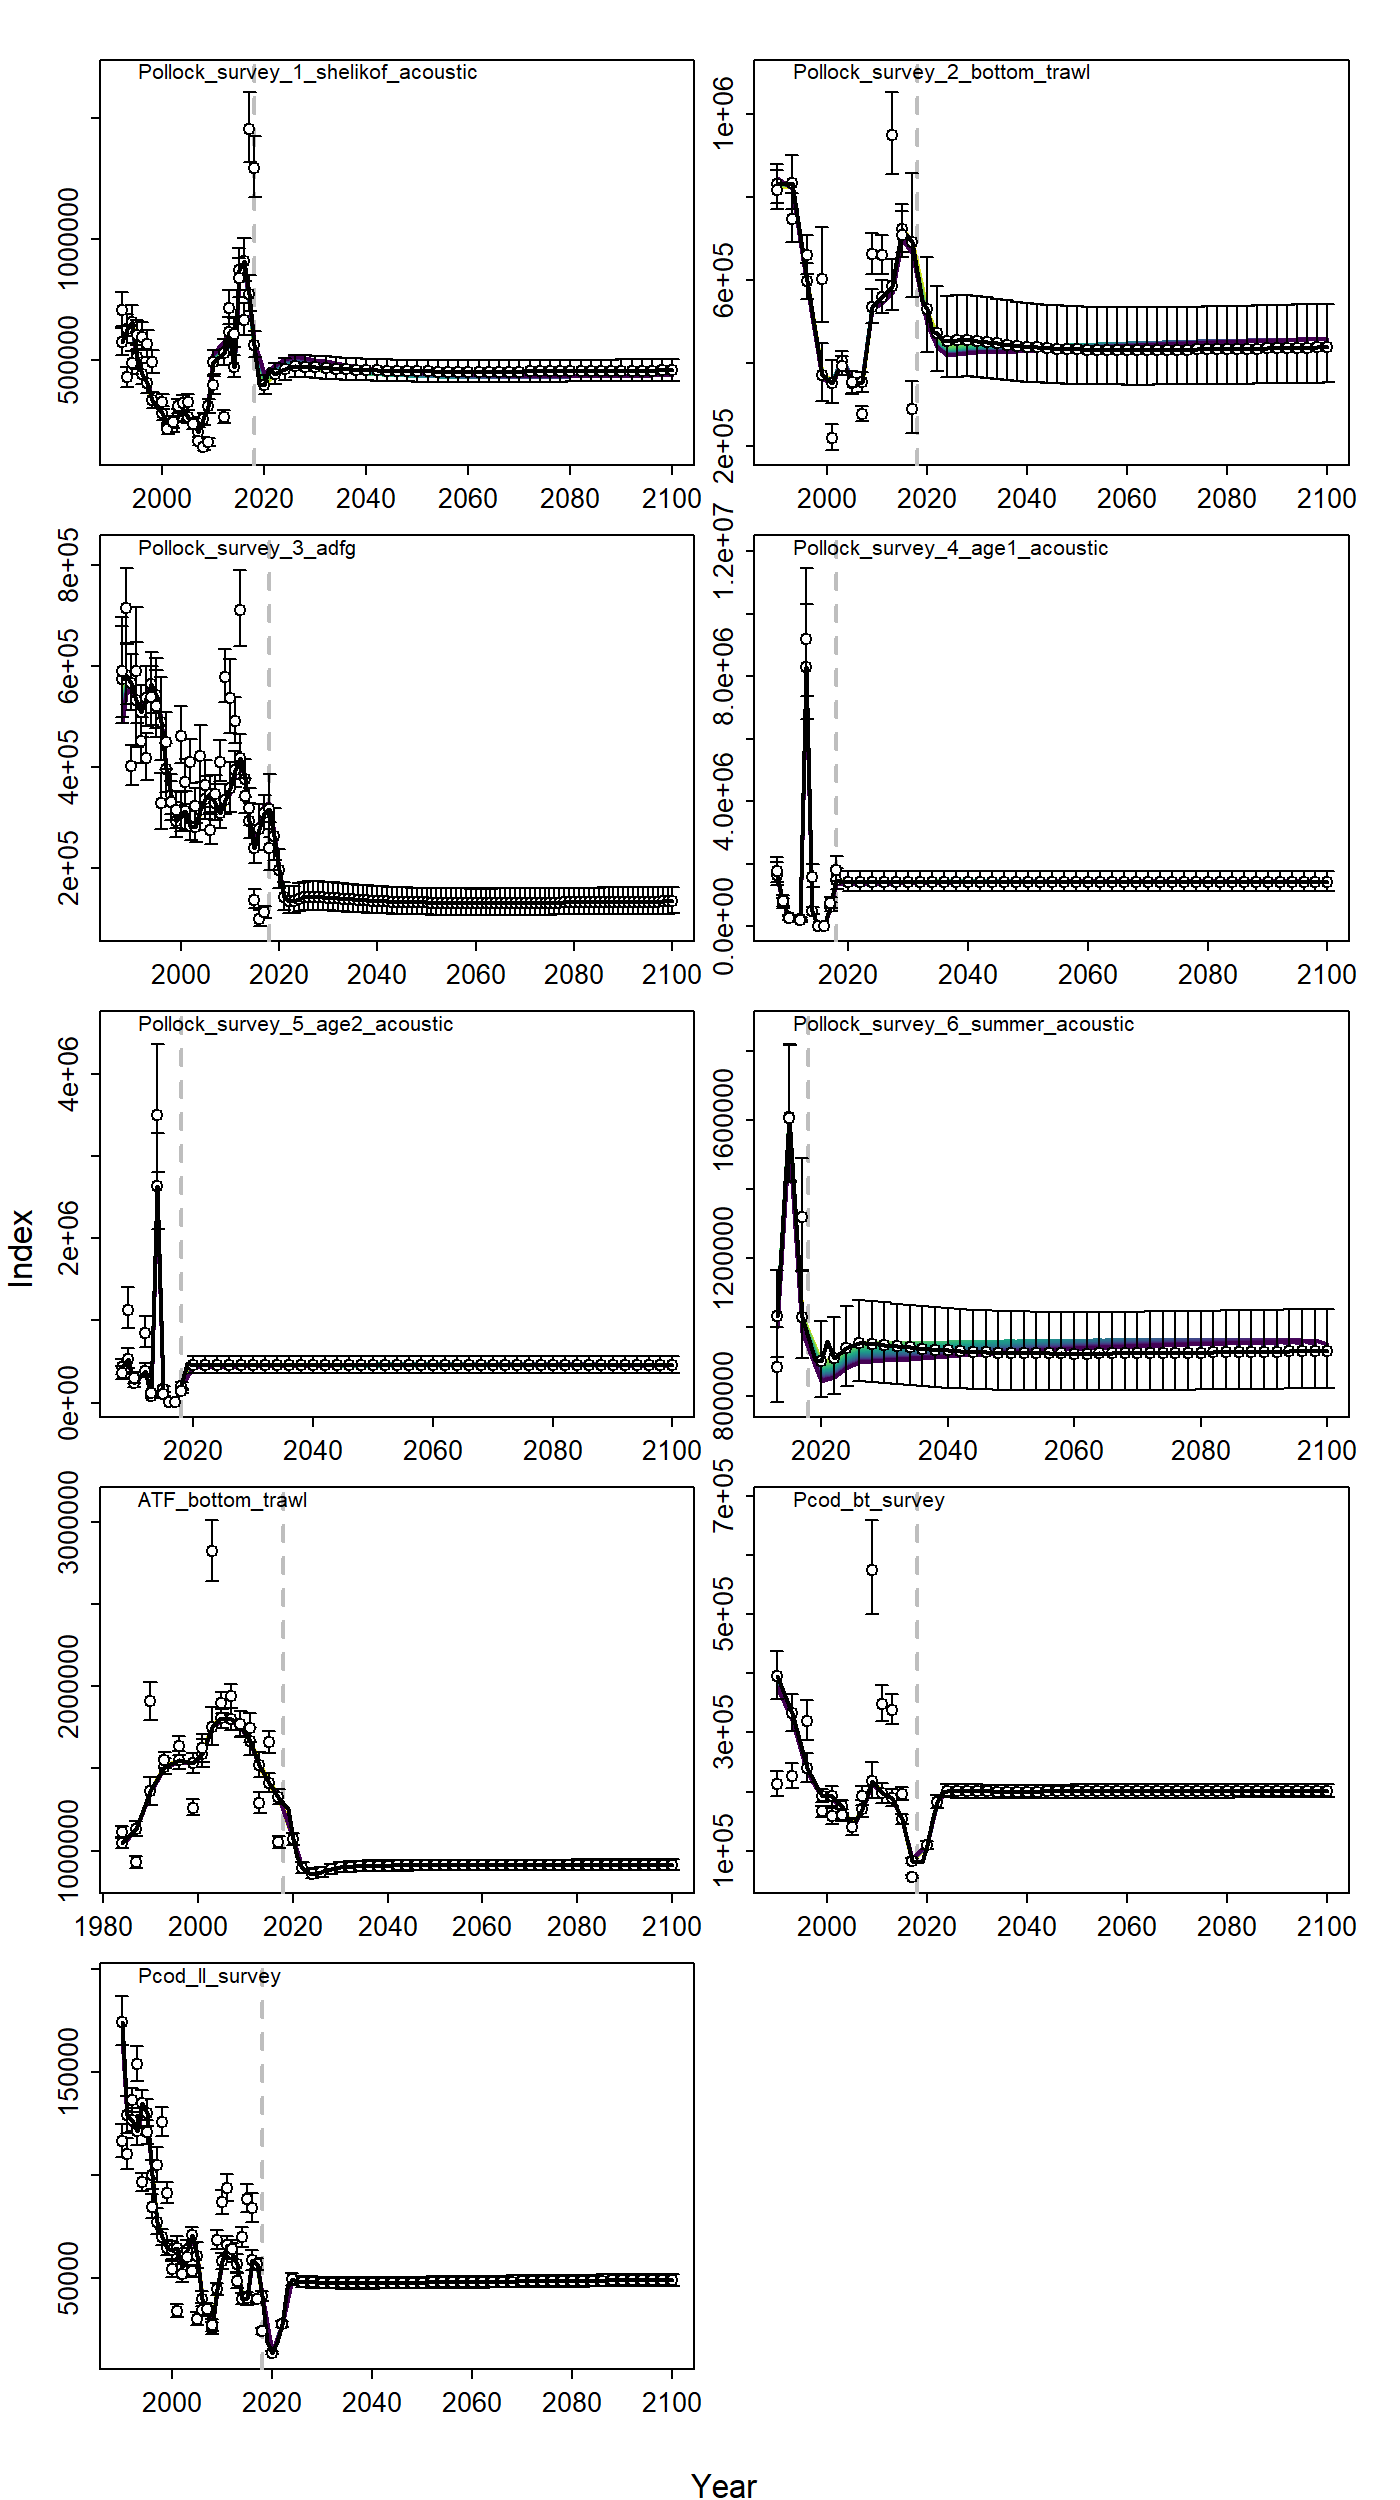 Pollock_survey_1_shelikof_acoustic
500000 1000000
2000 2020 2040 2060 2080 2100
Pollock_survey_2_bottom_trawl
2e+05 6e+05 1e+06
2000 2020 2040 2060 2080 2100
Pollock_survey_3_adfg
2e+05 4e+05 6e+05 8e+05
2000 2020 2040 2060 2080 2100
Pollock_survey_4_age1_acoustic
0.0e+00 4.0e+06 8.0e+06 1.2e+07
2020 2040 2060 2080 2100
Pollock_survey_5_age2_acoustic
0e+00 2e+06 4e+06
2020 2040 2060 2080 2100
Pollock_survey_6_summer_acoustic
800000 1200000 1600000
2020 2040 2060 2080 2100
ATF_bottom_trawl
1000000 2000000 3000000
1980 2000 2020 2040 2060 2080 2100
Pcod_bt_survey
1e+05 3e+05 5e+05 7e+05
2000 2020 2040 2060 2080 2100
Pcod_ll_survey
50000 150000
2000 2020 2040 2060 2080 2100
Index
Year